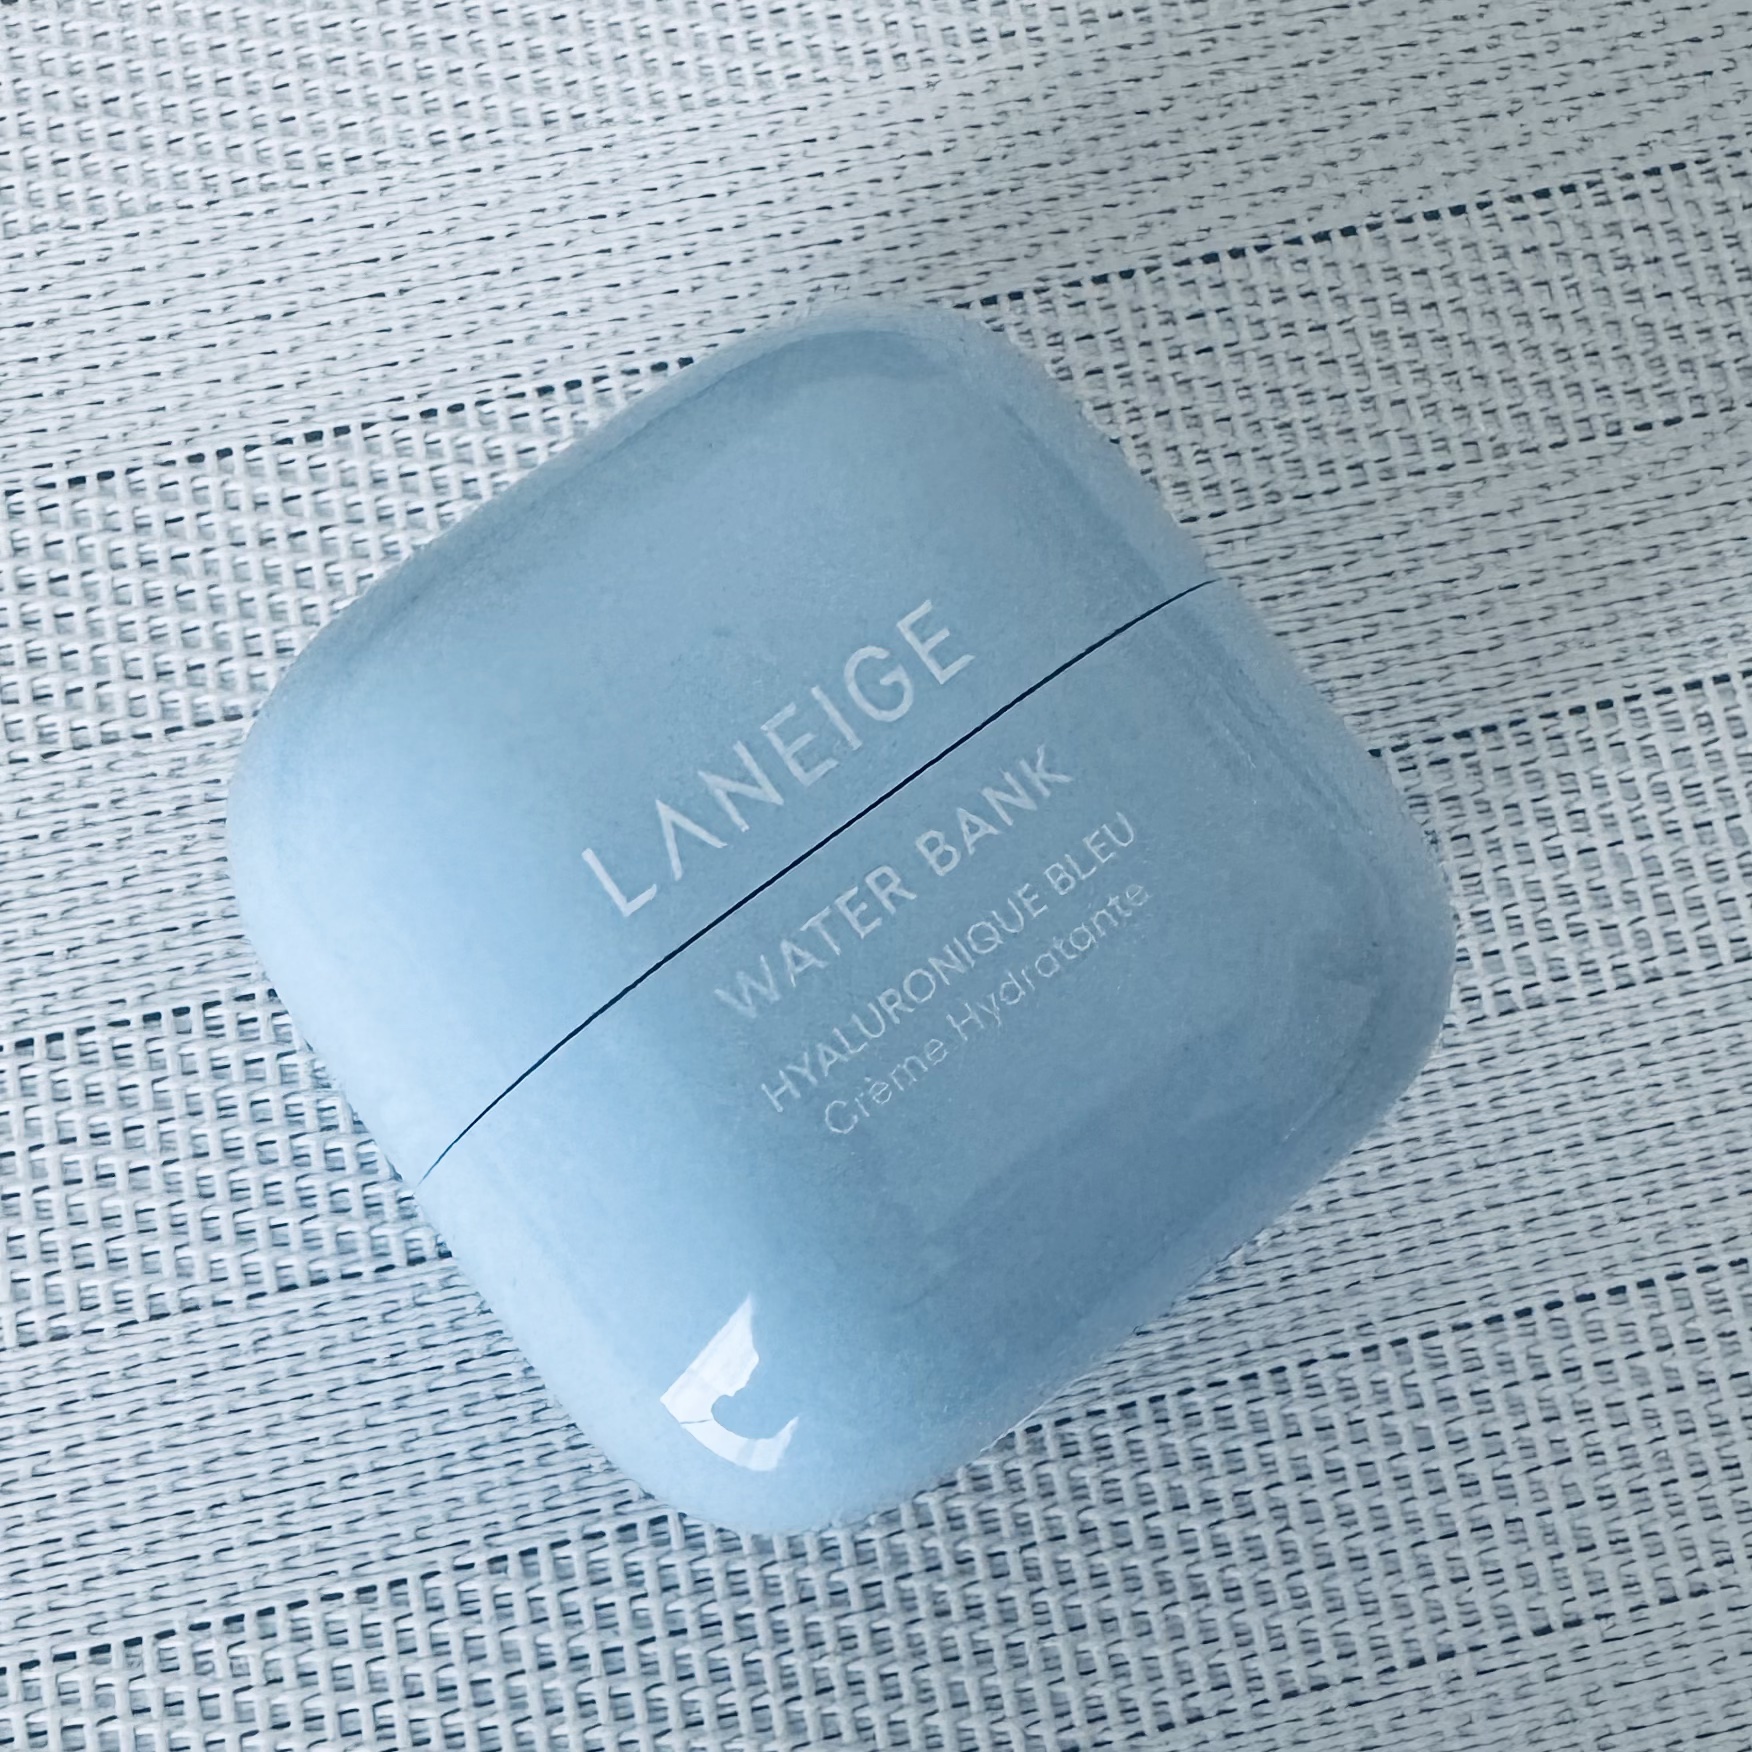 LANEIGE
WATER BANK
HYALURONIQUE BLEU
Crème Hydratante